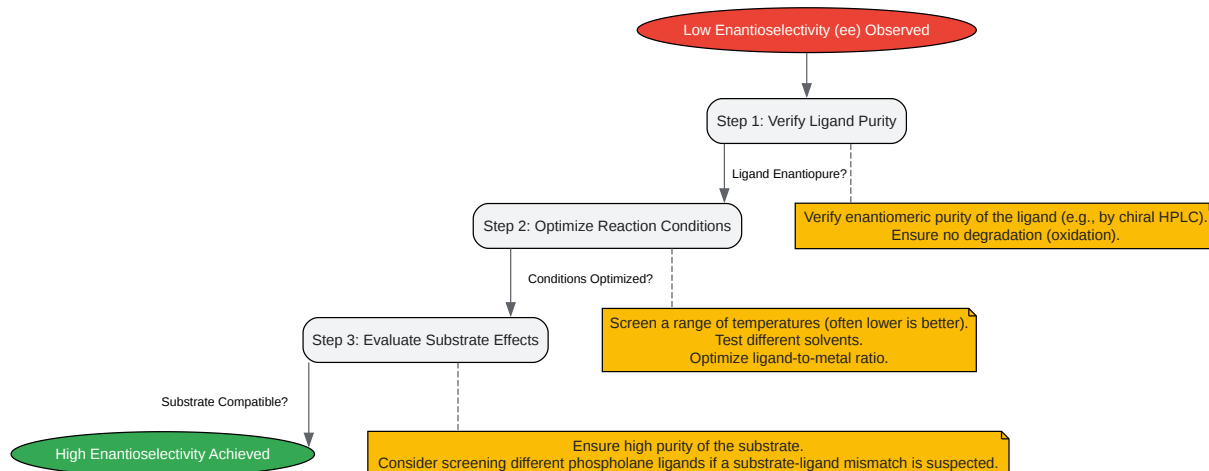 Low Enantioselectivity (ee) Observed
Step 1: Verify Ligand Purity
Ligand Enantiopure?
Verify enantiomeric purity of the ligand (e.g., by chiral HPLC).
Ensure no degradation (oxidation).
Step 2: Optimize Reaction Conditions
Conditions Optimized?
Screen a range of temperatures (often lower is better).
Test different solvents.
Optimize ligand-to-metal ratio.
Step 3: Evaluate Substrate Effects
Substrate Compatible?
Ensure high purity of the substrate.
Consider screening different phospholane ligands if a substrate-ligand mismatch is suspected.
High Enantioselectivity Achieved